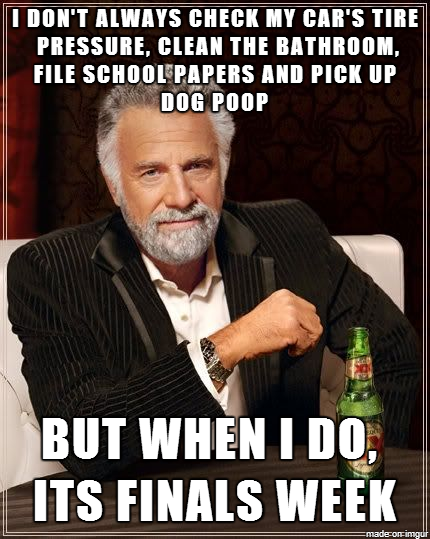 I DON'T ALWAYS CHECK MY CAR'S TIRE
PRESSURE, CLEAN THE BATHROOM,
FILE SCHOOL PAPERS AND PICK UP
DOG POOP
XX
BUT WHEN I DO,
ITS FINALS WEEK
made on imgur